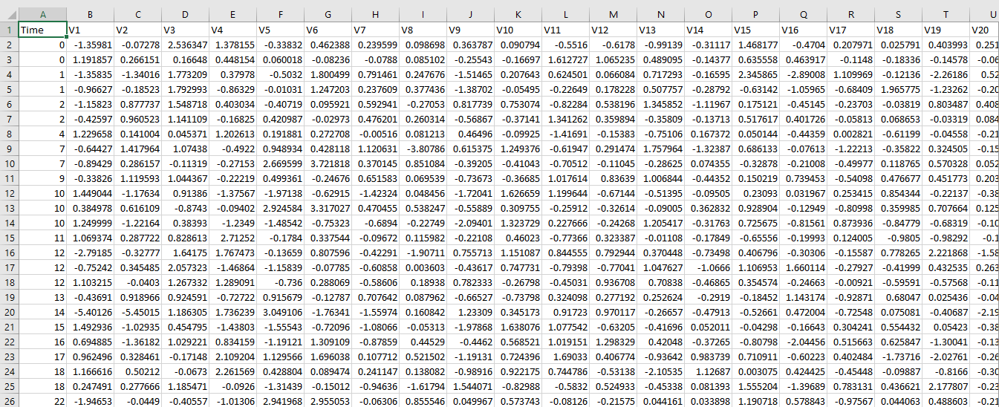 A B C D E F G H I J K L M N O P Q R S T U
1 Time V1 V2 V3 V4 V5 V6 V7 V8 V9 V10 V11 V12 V13 V14 V15 V16 V17 V18 V19 V20
2 0 -1.35981 -0.07278 2.536347 1.378155 -0.33832 0.462388 0.239599 0.098698 0.363787 0.090794 -0.5516 -0.6178 -0.99139 -0.31117 1.468177 -0.4704 0.207971 0.025791 0.403993 0.251
3 0 1.191857 0.266151 0.16648 0.448154 0.060018 -0.08236 -0.0788 0.085102 -0.25543 -0.16697 1.612727 1.065235 0.489095 -0.14377 0.635558 0.463917 -0.1148 -0.18336 -0.14578 -0.06
4 1 -1.35835 -1.34016 1.773209 0.37978 -0.5032 1.800499 0.791461 0.247676 -1.51465 0.207643 0.624501 0.066084 0.717293 -0.16595 2.345865 -2.89008 1.109969 -0.12136 -2.26186 0.52
5 1 -0.96627 -0.18523 1.792993 -0.86329 -0.01031 1.247203 0.237609 0.377436 -1.38702 -0.05495 -0.22649 0.178228 0.507757 -0.28792 -0.63142 -1.05965 -0.68409 1.965775 -1.23262 -0.20
6 2 -1.15823 0.877737 1.548718 0.403034 -0.40719 0.095921 0.592941 -0.27053 0.817739 0.753074 -0.82284 0.538196 1.345852 -1.11967 0.175121 -0.45145 -0.23703 -0.03819 0.803487 0.408
7 2 -0.42597 0.960523 1.141109 -0.16825 0.420987 -0.02973 0.476201 0.260314 -0.56867 -0.37141 1.341262 0.359894 -0.35809 -0.13713 0.517617 0.401726 -0.05813 0.068653 -0.03319 0.084
8 4 1.229658 0.141004 0.045371 1.202613 0.191881 0.272708 -0.00516 0.081213 0.46496 -0.09925 -1.41691 -0.15383 -0.75106 0.167372 0.050144 -0.44359 0.002821 -0.61199 -0.04558 -0.21
9 7 -0.64427 1.417964 1.07438 -0.4922 0.948934 0.428118 1.120631 -3.80786 0.615375 1.249376 -0.61947 0.291474 1.757964 -1.32387 0.686133 -0.07613 -1.22213 -0.35822 0.324505 -0.15
10 7 -0.89429 0.286157 -0.11319 -0.27153 2.669599 3.721818 0.370145 0.851084 -0.39205 -0.41043 -0.70512 -0.11045 -0.28625 0.074355 -0.32878 -0.21008 -0.49977 0.118765 0.570328 0.052
11 9 -0.33826 1.119593 1.044367 -0.22219 0.499361 -0.24676 0.651583 0.069539 -0.73673 -0.36685 1.017614 0.83639 1.006844 -0.44352 0.150219 0.739453 -0.54098 0.476677 0.451773 0.203
12 10 1.449044 -1.17634 0.91386 -1.37567 -1.97138 -0.62915 -1.42324 0.048456 -1.72041 1.626659 1.199644 -0.67144 -0.51395 -0.09505 0.23093 0.031967 0.253415 0.854344 -0.22137 -0.38
13 10 0.384978 0.616109 -0.8743 -0.09402 2.924584 3.317027 0.470455 0.538247 -0.55889 0.309755 -0.25912 -0.32614 -0.09005 0.362832 0.928904 -0.12949 -0.80998 0.359985 0.707664 0.125
14 10 1.249999 -1.22164 0.38393 -1.2349 -1.48542 -0.75323 -0.6894 -0.22749 -2.09401 1.323729 0.227666 -0.24268 1.205417 -0.31763 0.725675 -0.81561 0.873936 -0.84779 -0.68319 -0.10
15 11 1.069374 0.287722 0.828613 2.71252 -0.1784 0.337544 -0.09672 0.115982 -0.22108 0.46023 -0.77366 0.323387 -0.01108 -0.17849 -0.65556 -0.19993 0.124005 -0.9805 -0.98292 -0.1
16 12 -2.79185 -0.32777 1.64175 1.767473 -0.13659 0.807596 -0.42291 -1.90711 0.755713 1.151087 0.844555 0.792944 0.370448 -0.73498 0.406796 -0.30306 -0.15587 0.778265 2.221868 -1.58
17 12 -0.75242 0.345485 2.057323 -1.46864 -1.15839 -0.07785 -0.60858 0.003603 -0.43617 0.747731 -0.79398 -0.77041 1.047627 -1.0666 1.106953 1.660114 -0.27927 -0.41999 0.432535 0.263
18 12 1.103215 -0.0403 1.267332 1.289091 -0.736 0.288069 -0.58606 0.18938 0.782333 -0.26798 -0.45031 0.936708 0.70838 -0.46865 0.354574 -0.24663 -0.00921 -0.59591 -0.57568 -0.11
19 13 -0.43691 0.918966 0.924591 -0.72722 0.915679 -0.12787 0.707642 0.087962 -0.66527 -0.73798 0.324098 0.277192 0.252624 -0.2919 -0.18452 1.143174 -0.92871 0.68047 0.025436 -0.04
20 14 -5.40126 -5.45015 1.186305 1.736239 3.049106 -1.76341 -1.55974 0.160842 1.23309 0.345173 0.91723 0.970117 -0.26657 -0.47913 -0.52661 0.472004 -0.72548 0.075081 -0.40687 -2.19
21 15 1.492936 -1.02935 0.454795 -1.43803 -1.55543 -0.72096 -1.08066 -0.05313 -1.97868 1.638076 1.077542 -0.63205 -0.41696 0.052011 -0.04298 -0.16643 0.304241 0.554432 0.05423 -0.38
22 16 0.694885 -1.36182 1.029221 0.834159 -1.19121 1.309109 -0.87859 0.44529 -0.4462 0.568521 1.019151 1.298329 0.42048 -0.37265 -0.80798 -2.04456 0.515663 0.625847 -1.30041 -0.13
23 17 0.962496 0.328461 -0.17148 2.109204 1.129566 1.696038 0.107712 0.521502 -1.19131 0.724396 1.69033 0.406774 -0.93642 0.983739 0.710911 -0.60223 0.402484 -1.73716 -2.02761 -0.26
24 18 1.166616 0.50212 -0.0673 2.261569 0.428804 0.089474 0.241147 0.138082 -0.98916 0.922175 0.744786 -0.53138 -2.10535 1.12687 0.003075 0.424425 -0.45448 -0.09887 -0.8166 -0.30
25 18 0.247491 0.277666 1.185471 -0.0926 -1.31439 -0.15012 -0.94636 -1.61794 1.544071 -0.82988 -0.5832 0.524933 -0.45338 0.081393 1.555204 -1.39689 0.783131 0.436621 2.177807 -0.23
26 22 -1.94653 -0.0449 -0.40557 -1.01306 2.941968 2.955053 -0.06306 0.855546 0.049967 0.573743 -0.08126 -0.21575 0.044161 0.033898 1.190718 0.578843 -0.97567 0.044063 0.488603 -0.21